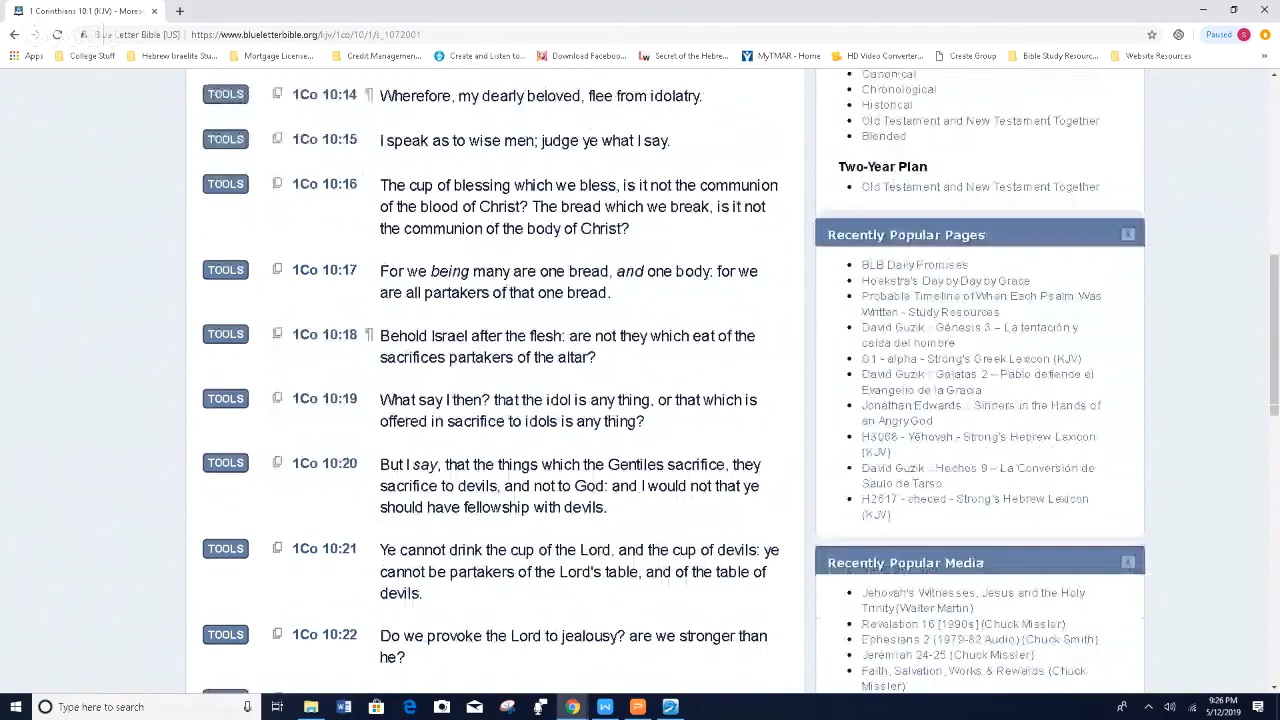 1 Corinthians 10:1 (KJV) - Moreo
Blue Letter Bible [US] | https://www.blueletterbible.org/kjv/1co/10/1/s_1072001
Paused S
Apps College Stuff Hebrew Israelite Stu... Mortgage License... Credit Managemen... Create and Listen to... Download Faceboo... Secret of the Hebre... MyTMAR - Home HD Video Converter... Create Group Bible Study Resourc... Website Resources »
TOOLS 1Co 10:14 ¶ Wherefore, my dearly beloved, flee from idolatry.
TOOLS 1Co 10:15 I speak as to wise men; judge ye what I say.
TOOLS 1Co 10:16 The cup of blessing which we bless, is it not the communion
of the blood of Christ? The bread which we break, is it not
the communion of the body of Christ?
TOOLS 1Co 10:17 For we being many are one bread, and one body: for we
are all partakers of that one bread.
TOOLS 1Co 10:18 ¶ Behold Israel after the flesh: are not they which eat of the
sacrifices partakers of the altar?
TOOLS 1Co 10:19 What say I then? that the idol is any thing, or that which is
offered in sacrifice to idols is any thing?
TOOLS 1Co 10:20 But I say, that the things which the Gentiles sacrifice, they
sacrifice to devils, and not to God: and I would not that ye
should have fellowship with devils.
TOOLS 1Co 10:21 Ye cannot drink the cup of the Lord, and the cup of devils: ye
cannot be partakers of the Lord's table, and of the table of
devils.
TOOLS 1Co 10:22 Do we provoke the Lord to jealousy? are we stronger than
he?
Canonical
Chronological
Historical
Old Testament and New Testament Together
Blended
Two-Year Plan
Old Testament and New Testament Together
Recently Popular Pages
BLB Daily Promises
Hoekstra's Day by Day by Grace
Probable Timeline of When Each Psalm Was
Written - Study Resources
David Guzik - Génesis 3 – La tentación y
caída del hombre
G1 - alpha - Strong's Greek Lexicon (KJV)
David Guzik - Gálatas 2 – Pablo defiende el
Evangelio de la Gracia
Jonathan Edwards - Sinners in the Hands of
an Angry God
H3068 - Yĕhovah - Strong's Hebrew Lexicon
(KJV)
David Guzik - Hechos 9 – La Conversión de
Saulo de Tarso
H2617 - checed - Strong's Hebrew Lexicon
(KJV)
Recently Popular Media
Jehovah's Witnesses, Jesus and the Holy
Trinity (Walter Martin)
Revelation 16 [1990s] (Chuck Missler)
Ephesians 2 (1979-82 Audio) (Chuck Smith)
Jeremiah 24-25 (Chuck Missler)
Faith, Salvation, Works, & Rewards (Chuck
Missler)
Type here to search
9:26 PM
5/12/2019